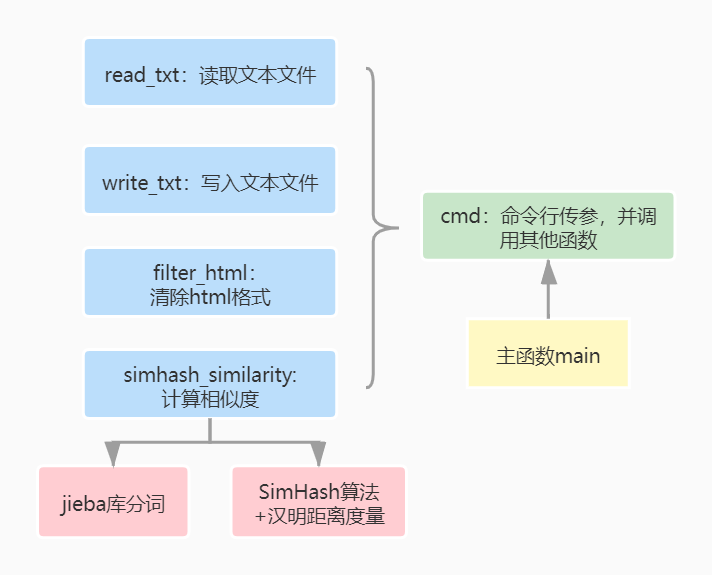 read_txt：读取文本文件
write_txt：写入文本文件
filter_html：
清除html格式
simhash_similarity:
计算相似度
jieba库分词
SimHash算法
+汉明距离度量
cmd：命令行传参，并调
用其他函数
主函数main